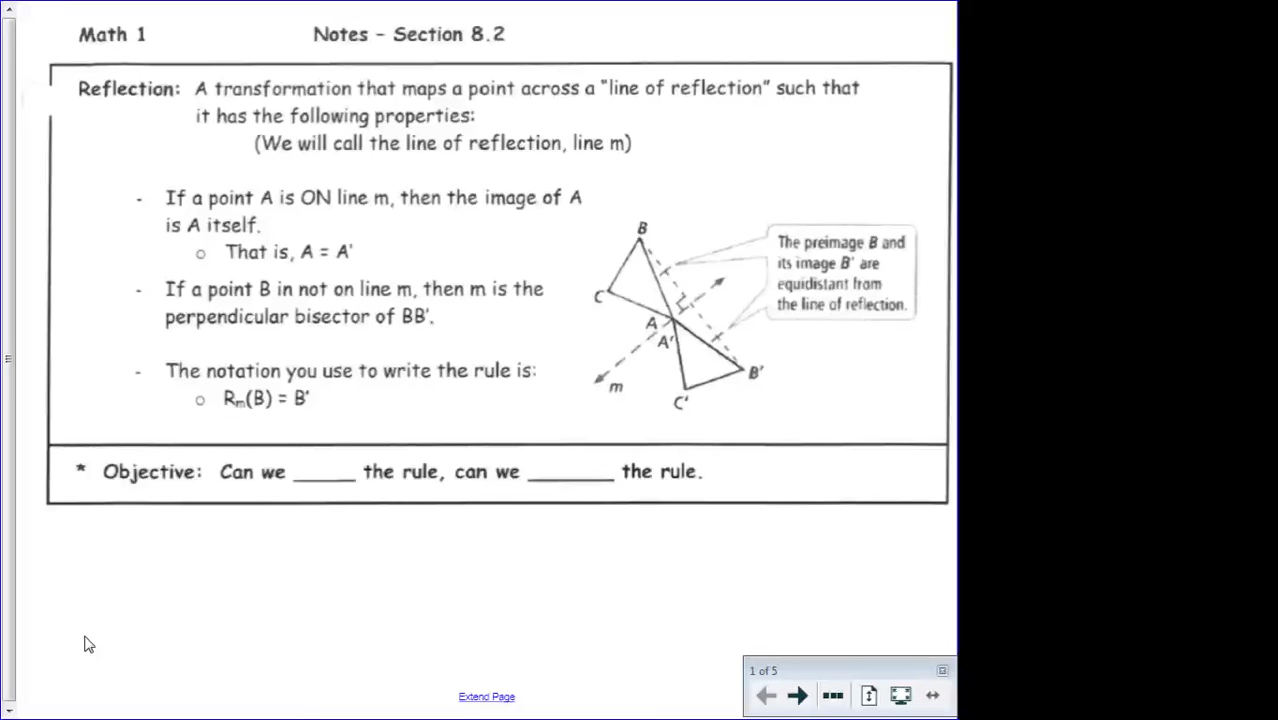 Math 1 Notes - Section 8.2
Reflection: A transformation that maps a point across a "line of reflection" such that
it has the following properties:
(We will call the line of reflection, line m)
- If a point A is ON line m, then the image of A
is A itself.
o That is, A = A'
- If a point B in not on line m, then m is the
perpendicular bisector of BB'.
- The notation you use to write the rule is:
o Rm(B) = B'
B
C
A
A'
m
B'
C'
The preimage B and
its image B' are
equidistant from
the line of reflection.
* Objective: Can we _____ the rule, can we _______ the rule.
Extend Page
1 of 5